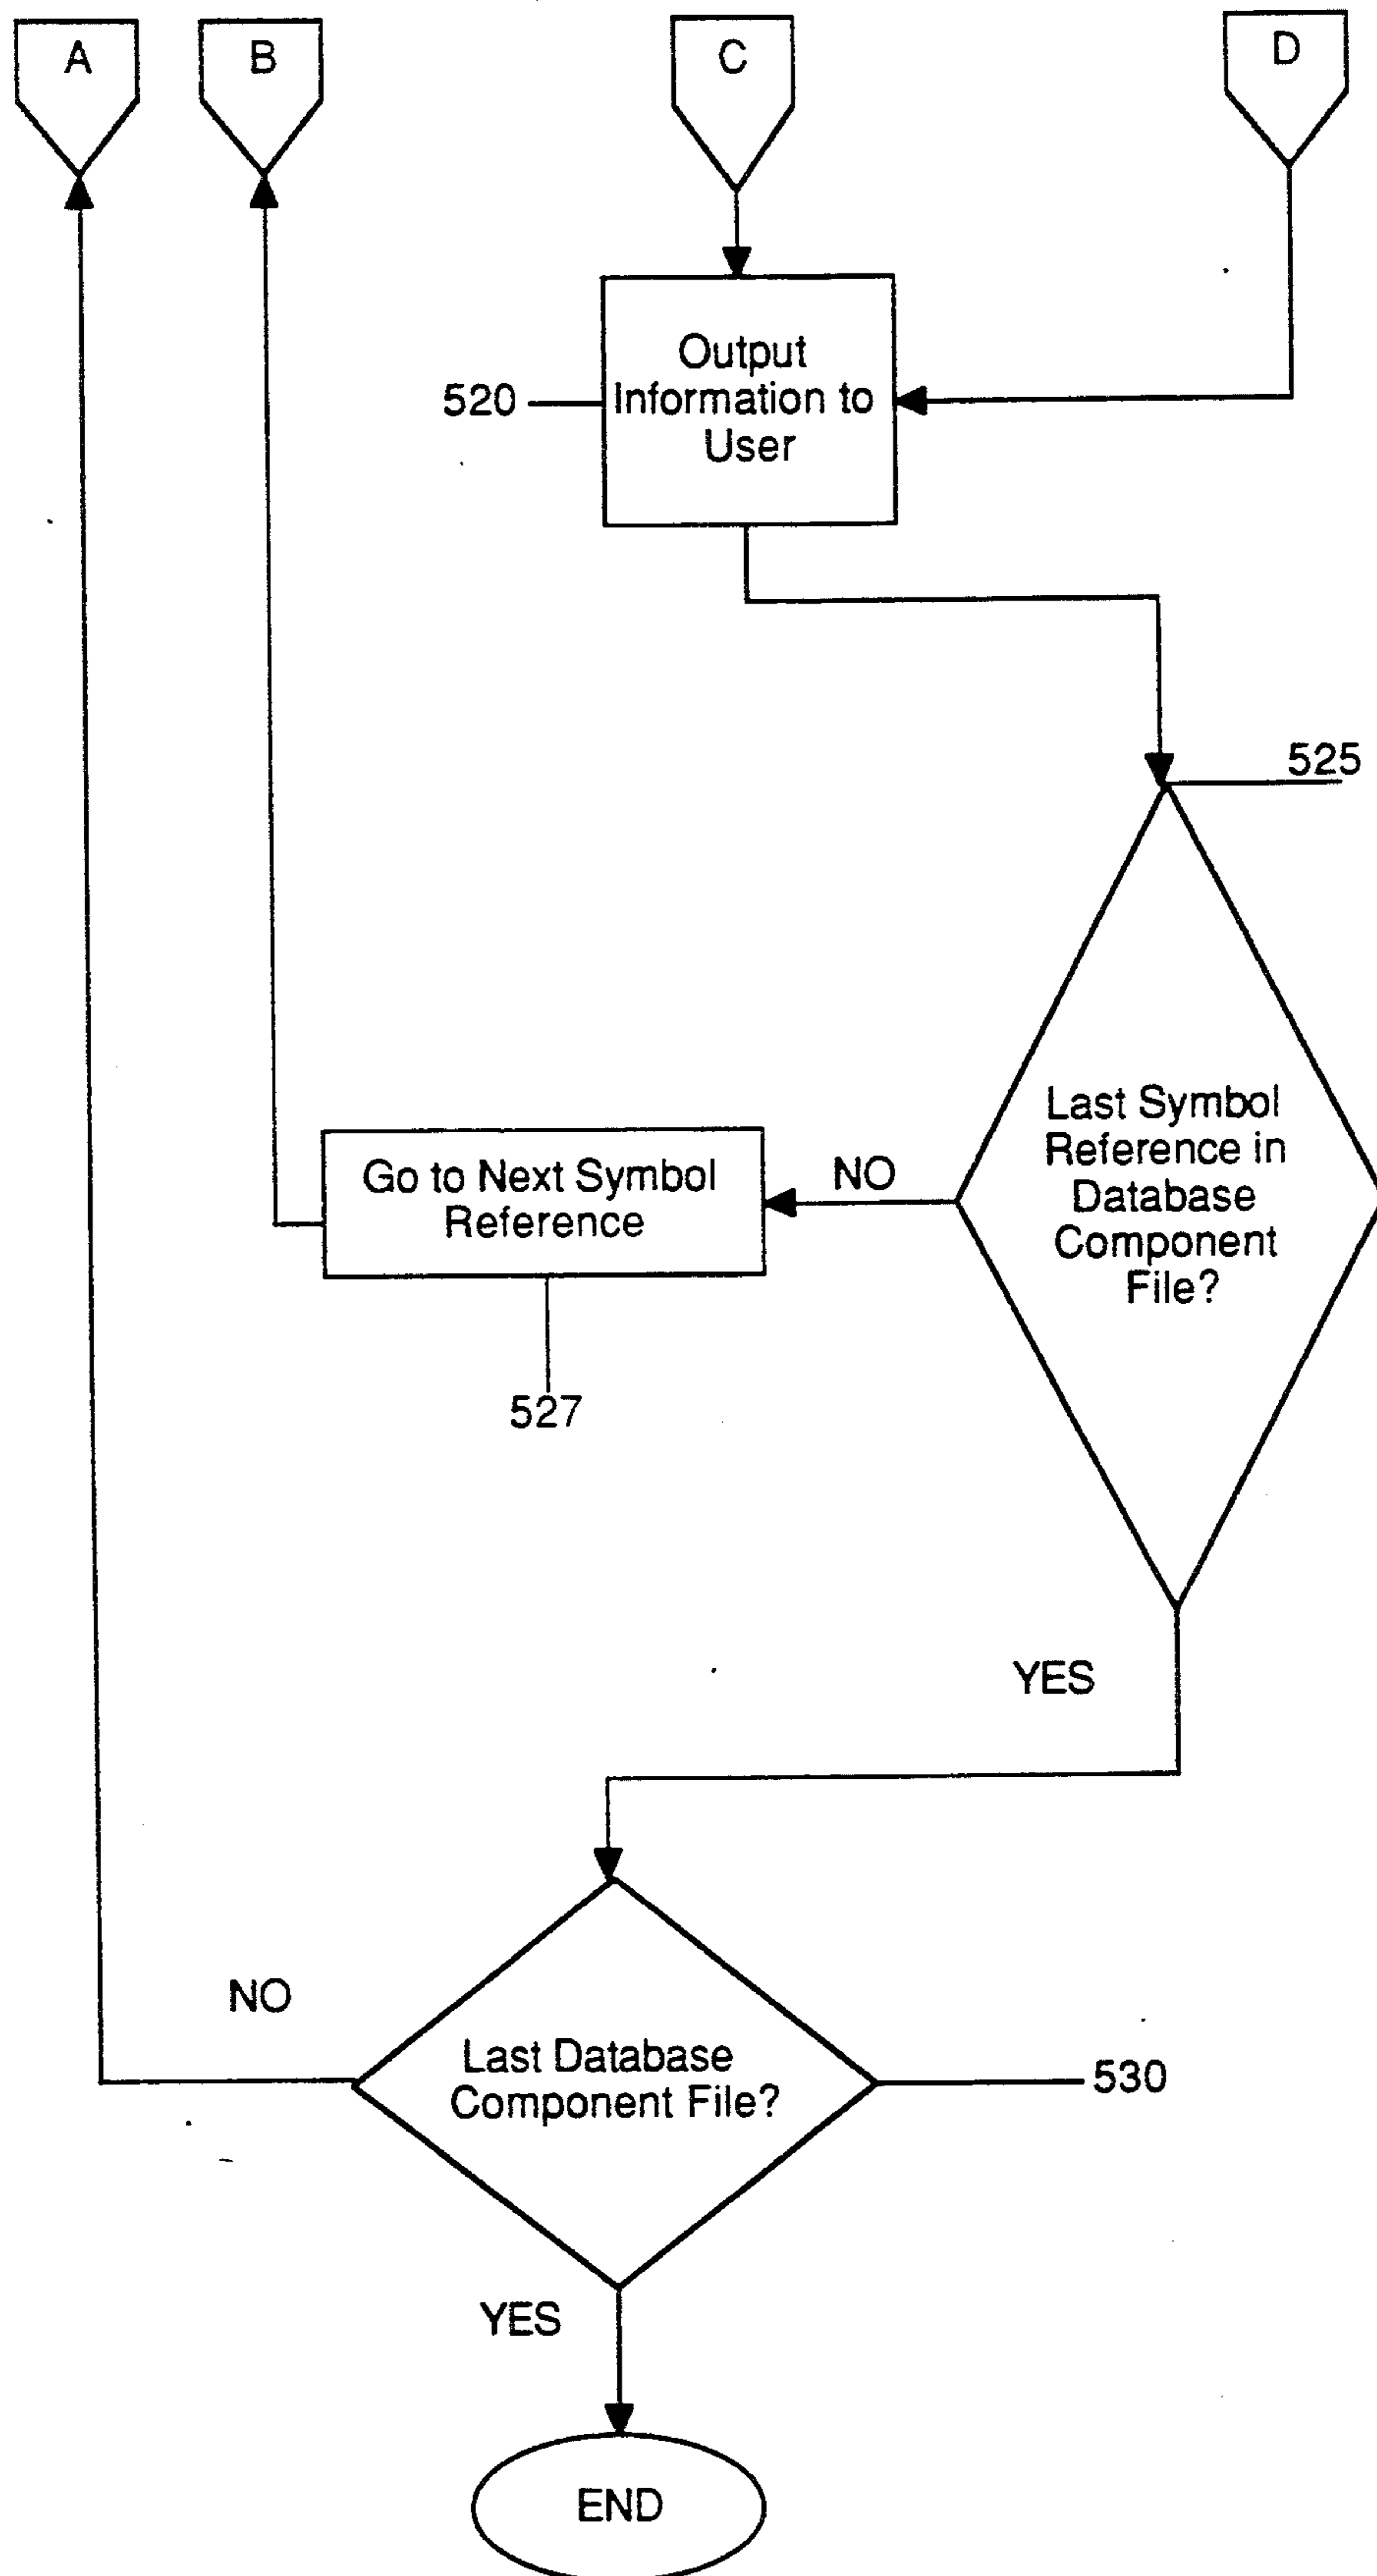 A
B
C
D
Output
Information to
User
520
525
Last Symbol
Reference in
Database
Component
File?
NO
Go to Next Symbol
Reference
527
YES
NO
Last Database
Component File?
530
YES
END